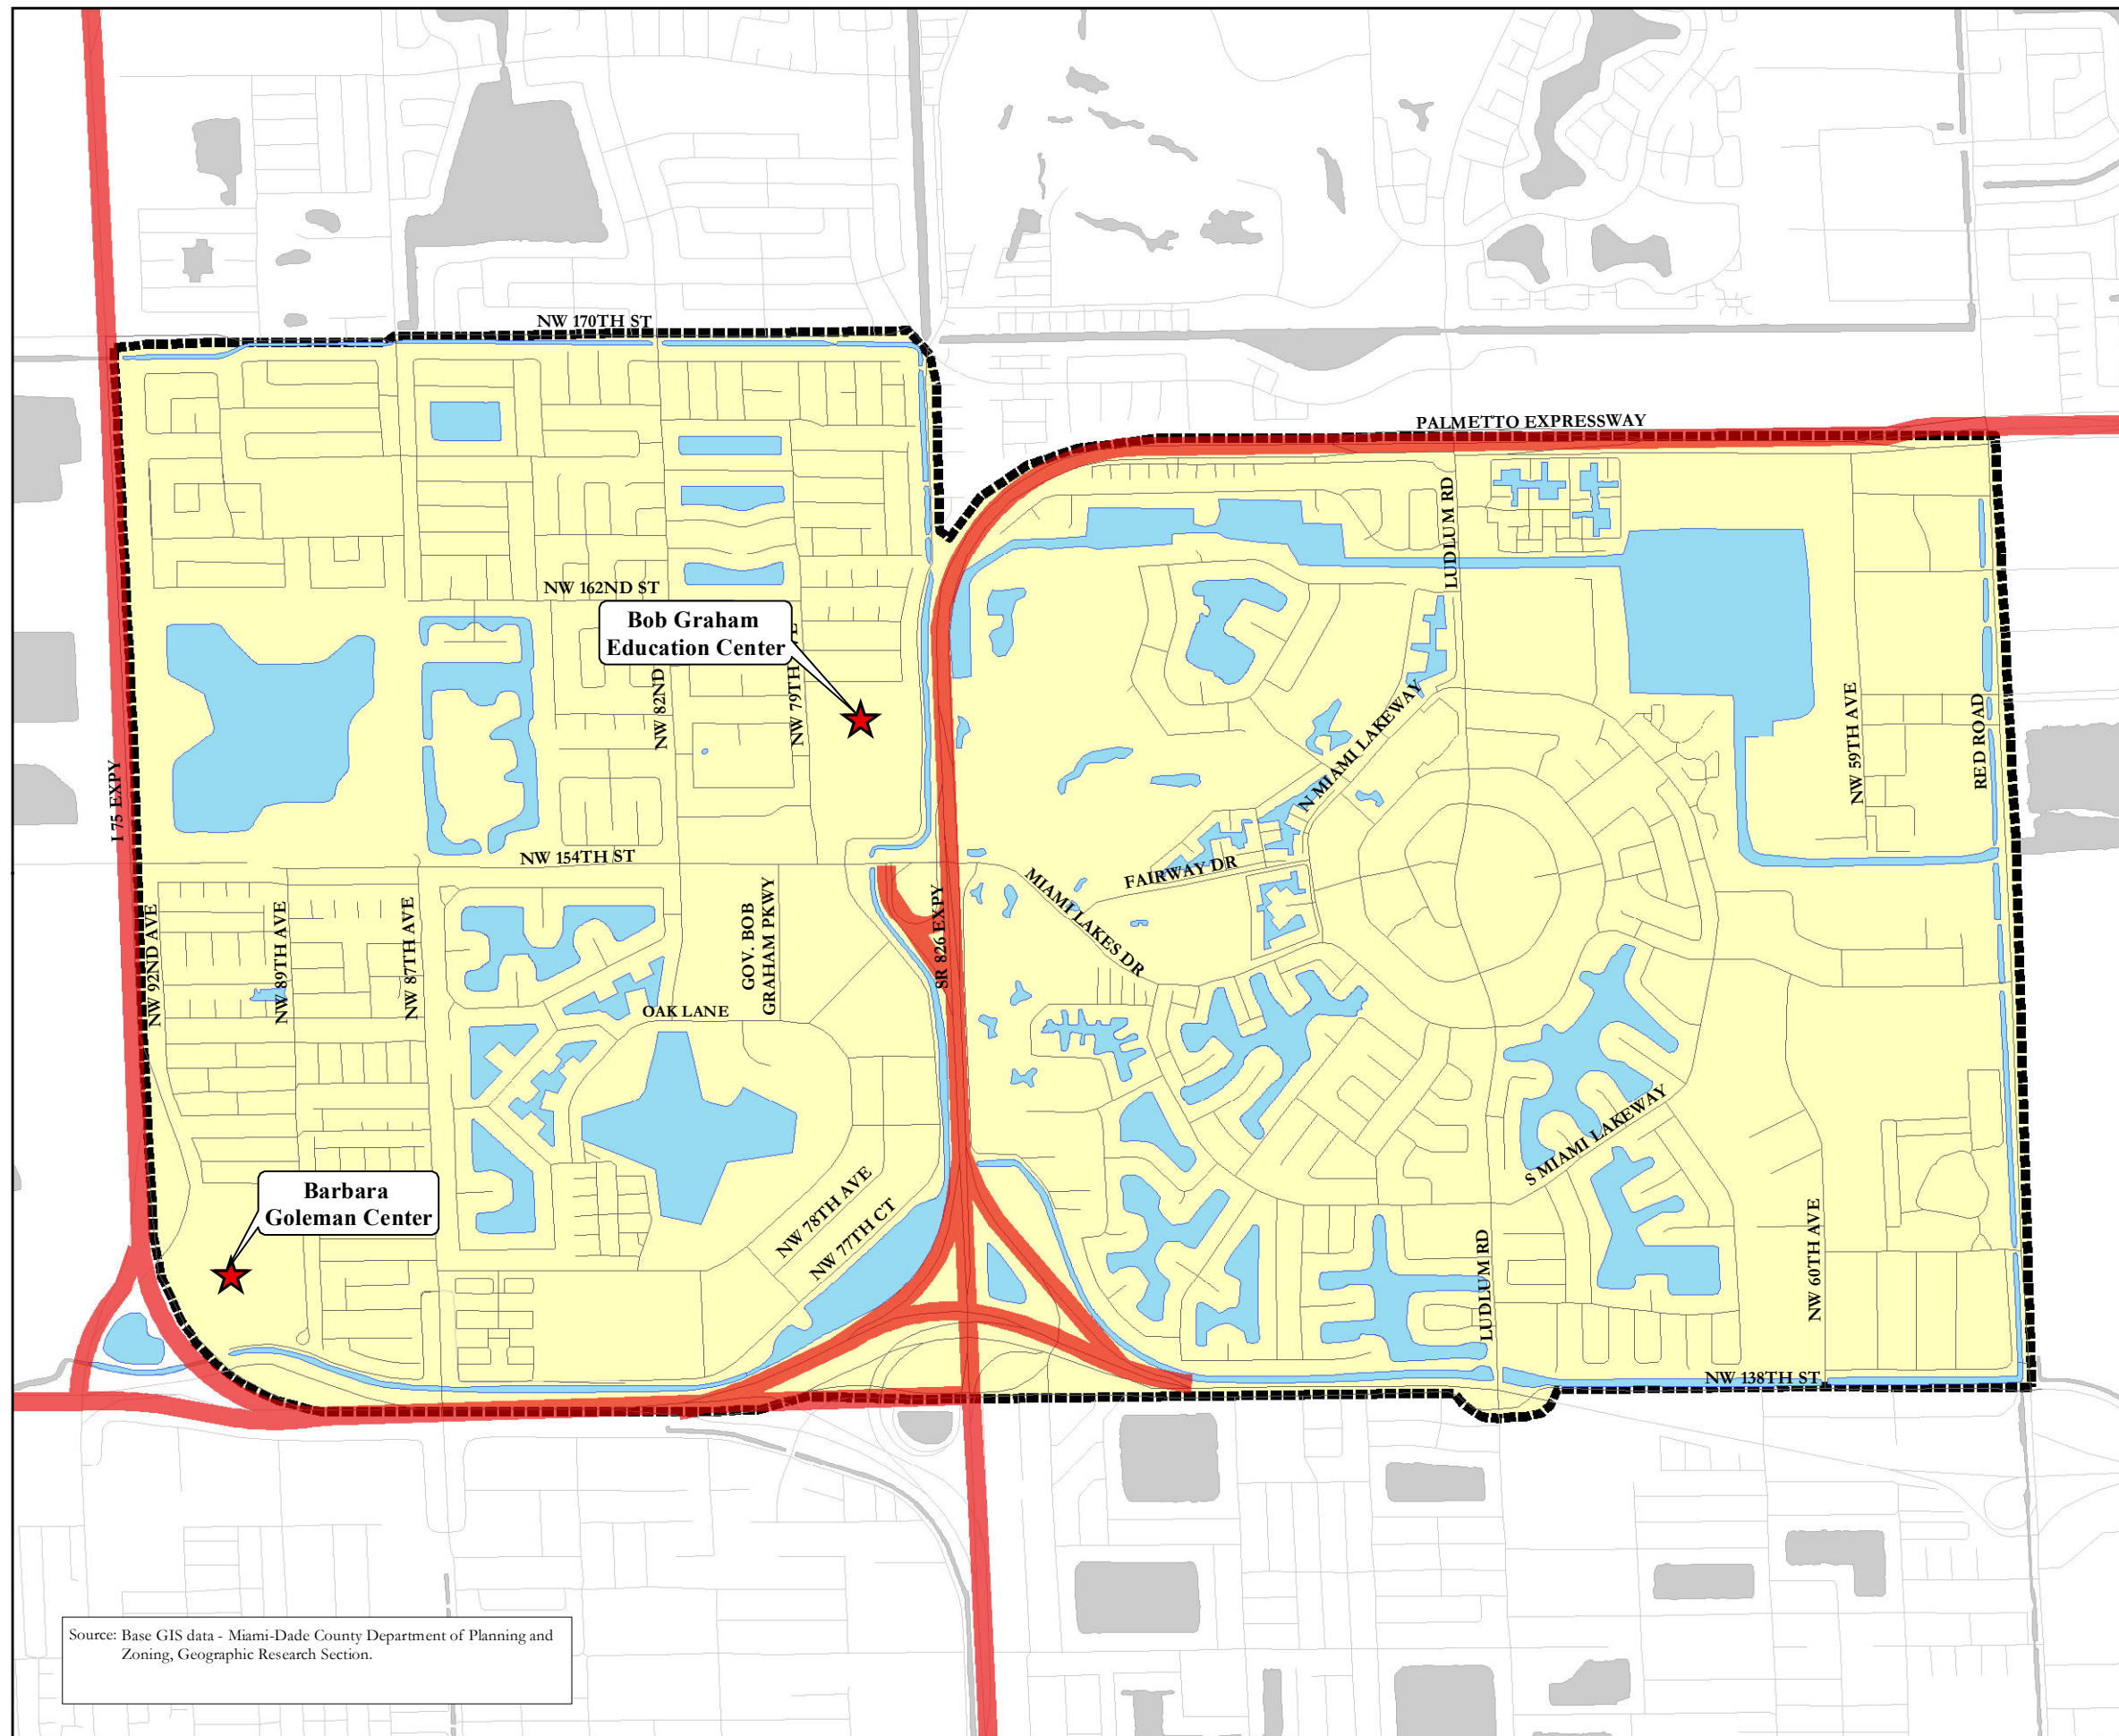 NW 170TH ST
PALMETTO EXPRESSWAY
LUDLUM RD
NW 162ND ST
Bob Graham
Education Center
NW 82ND
NW 79TH
E
N MIAMI LAKEWAY
NW 59TH AVE
RED ROAD
I 75 EXPY
NW 154TH ST
FAIRWAY DR
MIAMI LAKES DR
NW 92ND AVE
NW 89TH AVE
NW 87TH AVE
GOV. BOB
GRAHAM PKWY
SR 826 EXPY
OAK LANE
S MIAMI LAKEWAY
Barbara
Goleman Center
NW 78TH AVE
NW 77TH CT
LUDLUM RD
NW 60TH AVE
NW 138TH ST
Source: Base GIS data - Miami-Dade County Department of Planning and
Zoning, Geographic Research Section.